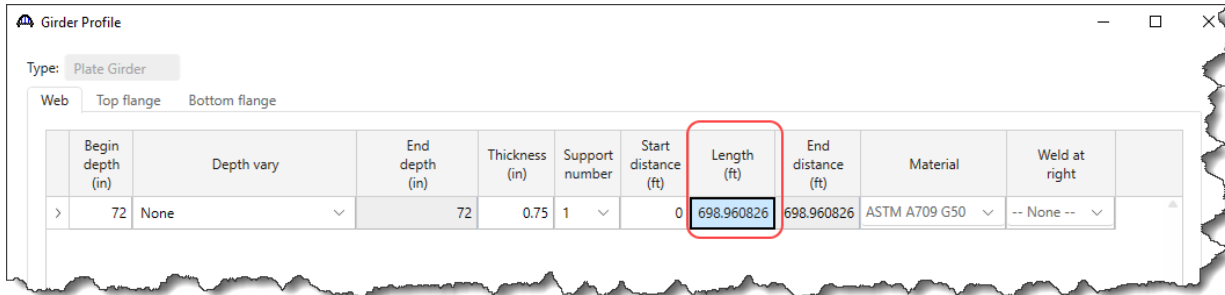 Girder Profile
Type: Plate Girder
Web Top flange Bottom flange
Begin depth (in) Depth vary End depth (in) Thickness (in) Support number Start distance (ft) Length (ft) End distance (ft) Material Weld at right
72 None 72 0.75 1 0 698.960826 698.960826 ASTM A709 G50 -- None --